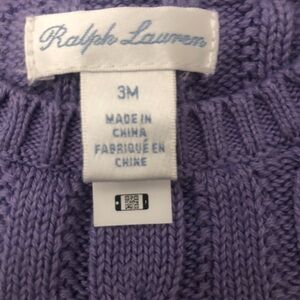 Ralph Lauren
3M
MADE IN
CHINA
FABRIQUÉ EN
CHINE